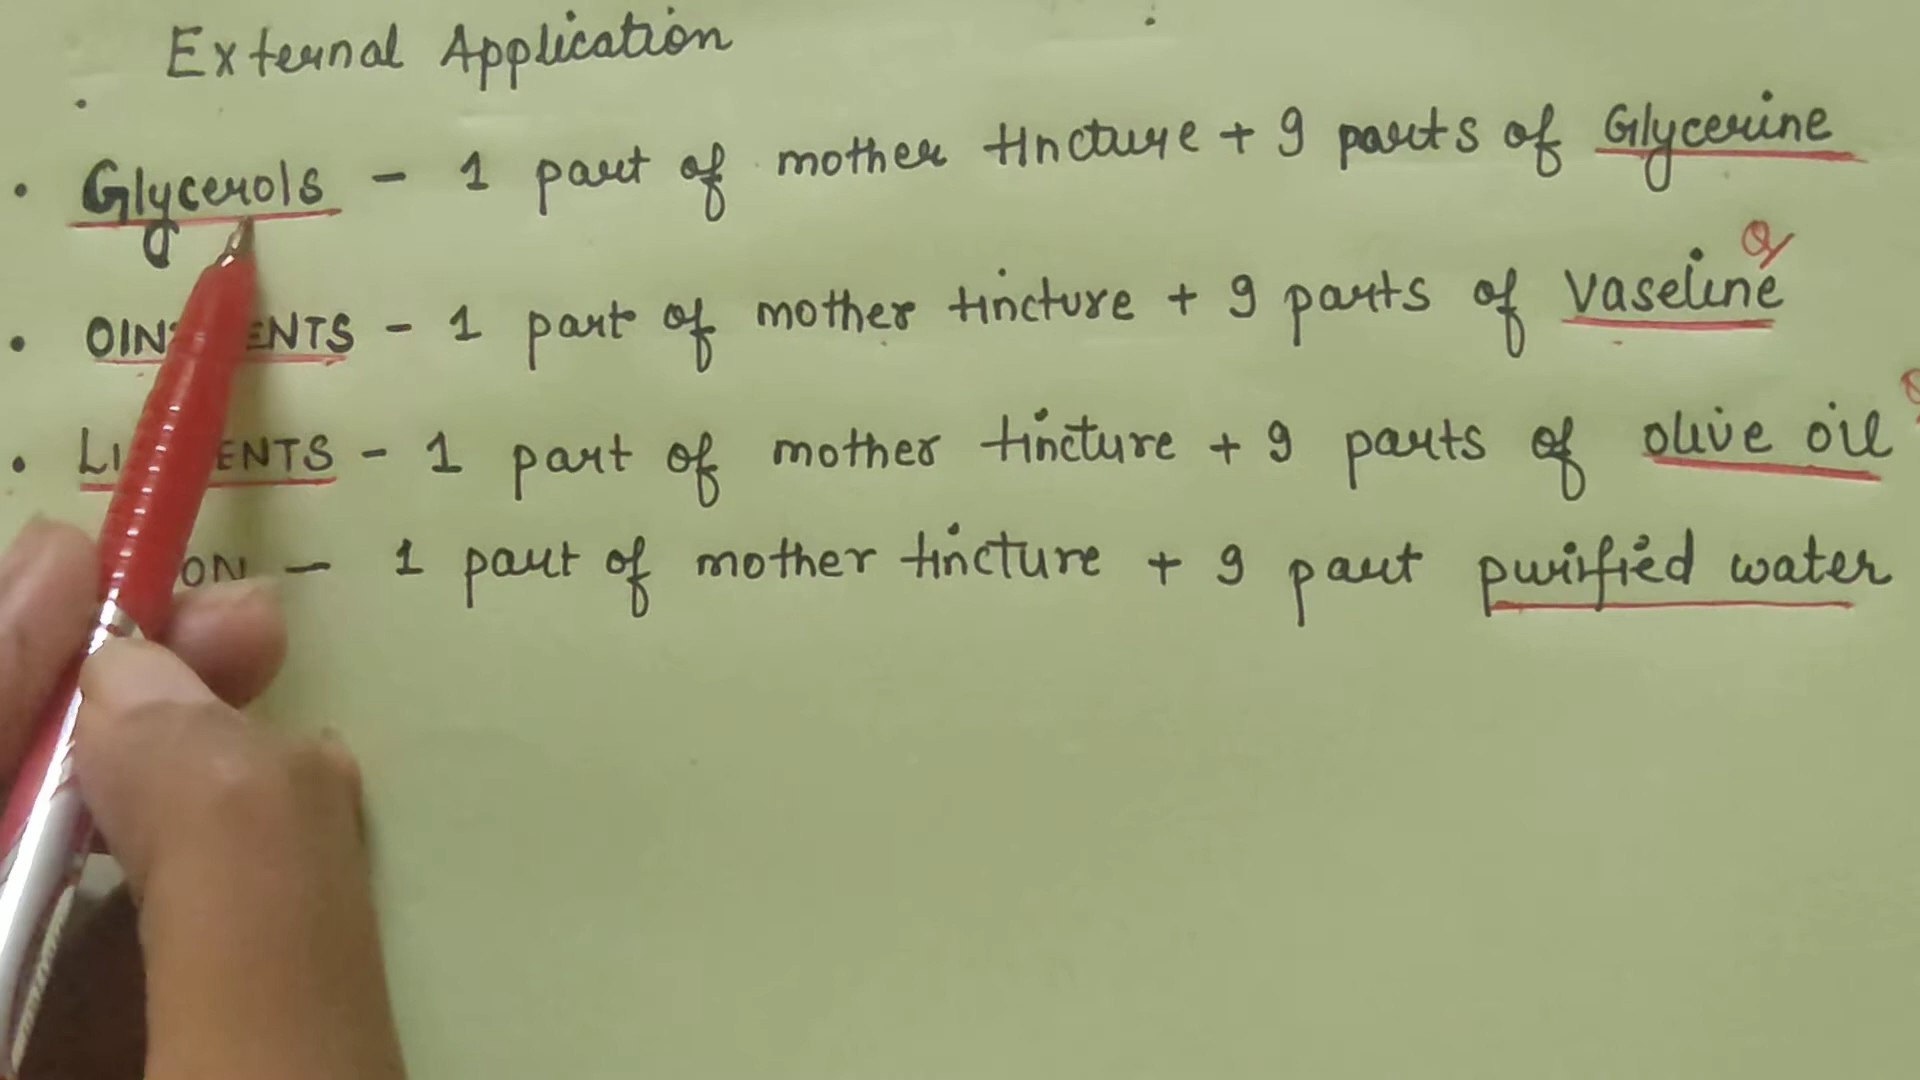 External Application
• Glycerols - 1 part of mother tincture + 9 parts of Glycerine
• - 1 part of mother tincture + 9 parts of Vaseline
• - 1 part of mother tincture + 9 parts of olive oil
- 1 part of mother tincture + 9 part purified water